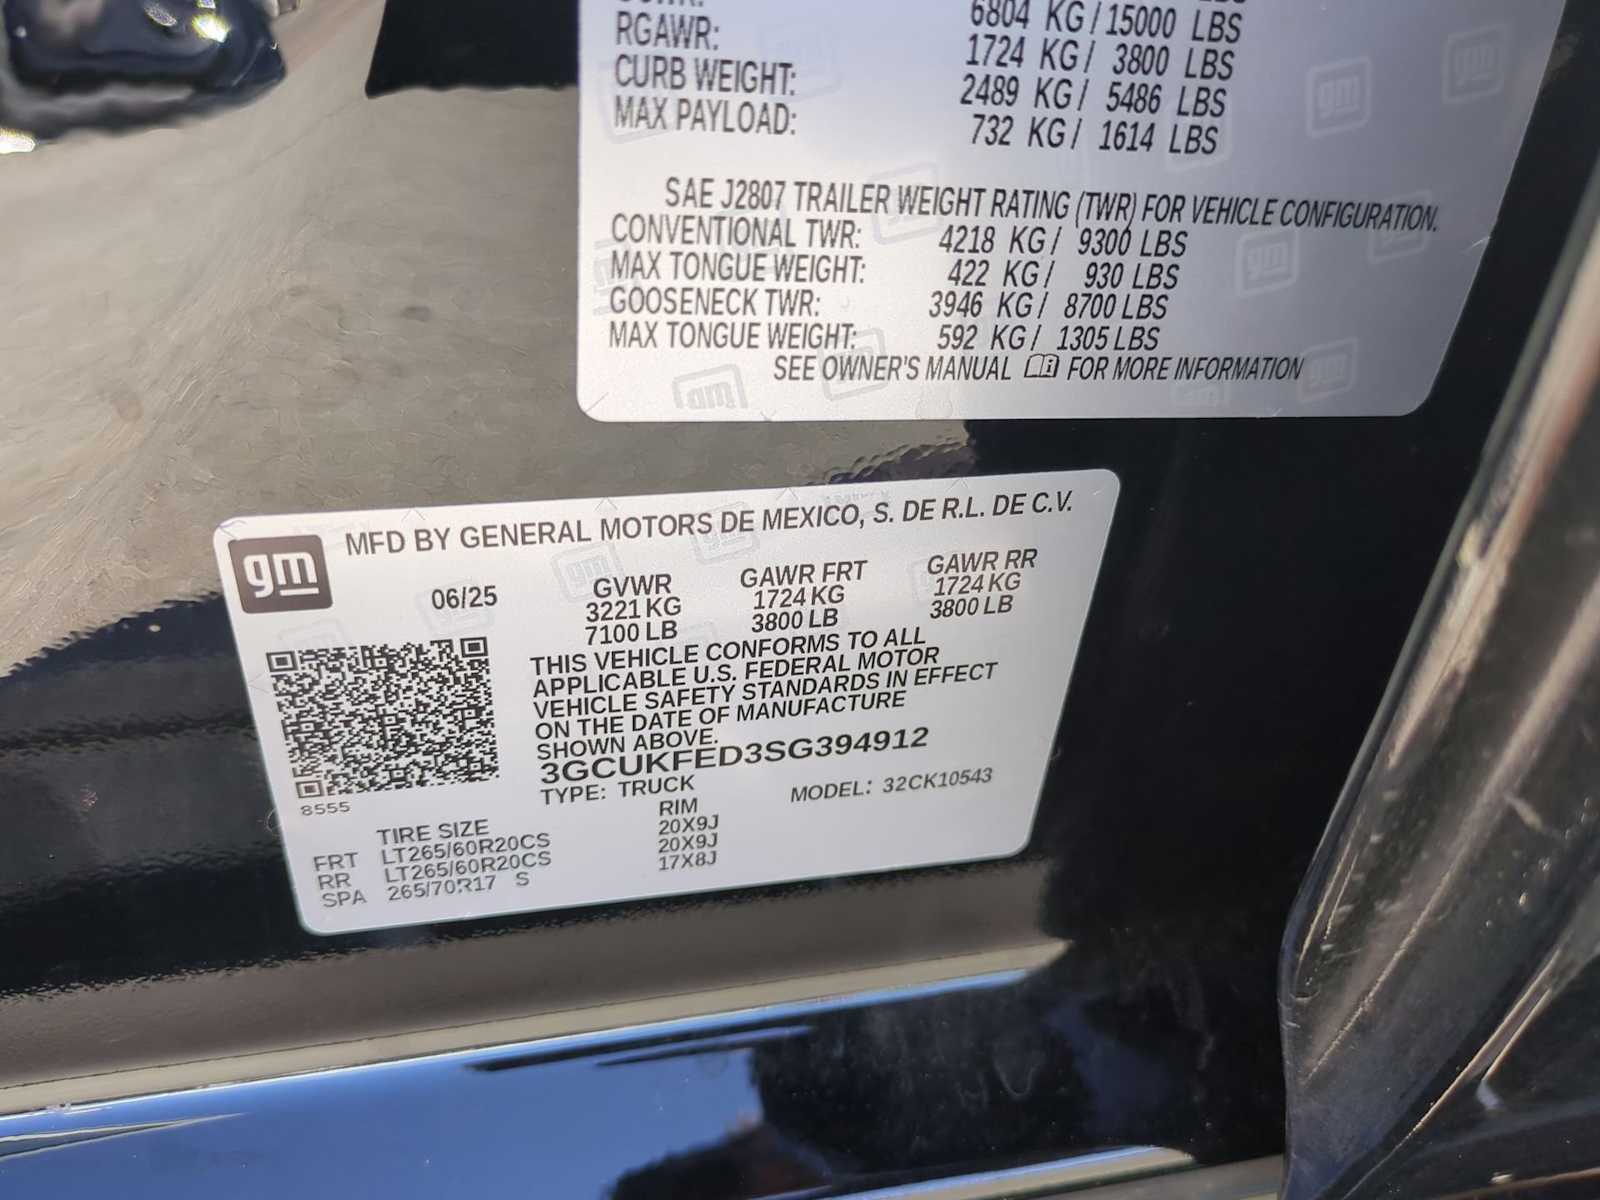 6804 KG/15000 LBS
RGAWR: 1724 KG/ 3800 LBS
CURB WEIGHT: 2489 KG/ 5486 LBS
MAX PAYLOAD: 732 KG/ 1614 LBS
SAE J2807 TRAILER WEIGHT RATING (TWR) FOR VEHICLE CONFIGURATION.
CONVENTIONAL TWR: 4218 KG/ 9300 LBS
MAX TONGUE WEIGHT: 422 KG/ 930 LBS
GOOSENECK TWR: 3946 KG/ 8700 LBS
MAX TONGUE WEIGHT: 592 KG/ 1305 LBS
SEE OWNER'S MANUAL FOR MORE INFORMATION
gm
MFD BY GENERAL MOTORS DE MEXICO, S. DE R.L. DE C.V.
06/25
GVWR GAWR FRT GAWR RR
3221 KG 1724 KG 1724 KG
7100 LB 3800 LB 3800 LB
THIS VEHICLE CONFORMS TO ALL
APPLICABLE U.S. FEDERAL MOTOR
VEHICLE SAFETY STANDARDS IN EFFECT
ON THE DATE OF MANUFACTURE
SHOWN ABOVE.
3GCUKFED3SG394912
TYPE: TRUCK MODEL: 32CK10543
8555
TIRE SIZE RIM
FRT LT265/60R20CS 20X9J
RR LT265/60R20CS 20X9J
SPA 265/70R17 S 17X8J